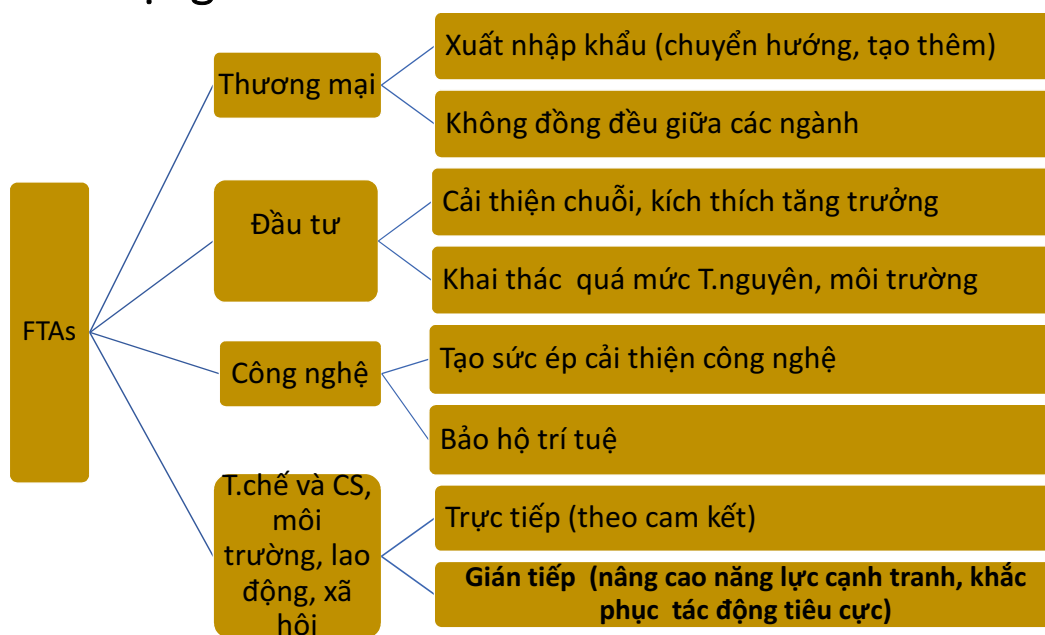 FTAs
Thương mại
Xuất nhập khẩu (chuyển hướng, tạo thêm)
Không đồng đều giữa các ngành
Đầu tư
Cải thiện chuỗi, kích thích tăng trưởng
Khai thác quá mức T.nguyên, môi trường
Công nghệ
Tạo sức ép cải thiện công nghệ
Bảo hộ trí tuệ
T.chế và CS,
môi
trường, lao
động, xã
hội
Trực tiếp (theo cam kết)
Gián tiếp (nâng cao năng lực cạnh tranh, khắc
phục tác động tiêu cực)